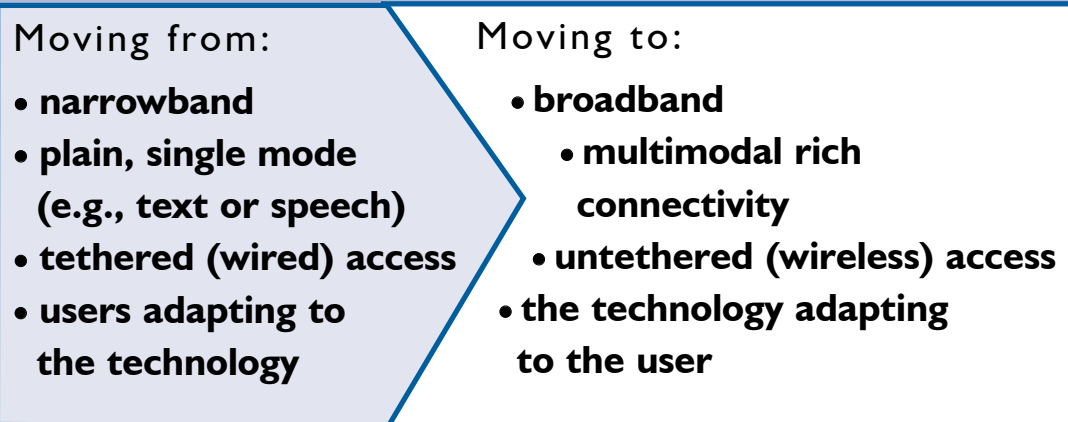 Moving from:
• narrowband
• plain, single mode
(e.g., text or speech)
• tethered (wired) access
• users adapting to
the technology
Moving to:
• broadband
• multimodal rich
connectivity
• untethered (wireless) access
• the technology adapting
to the user